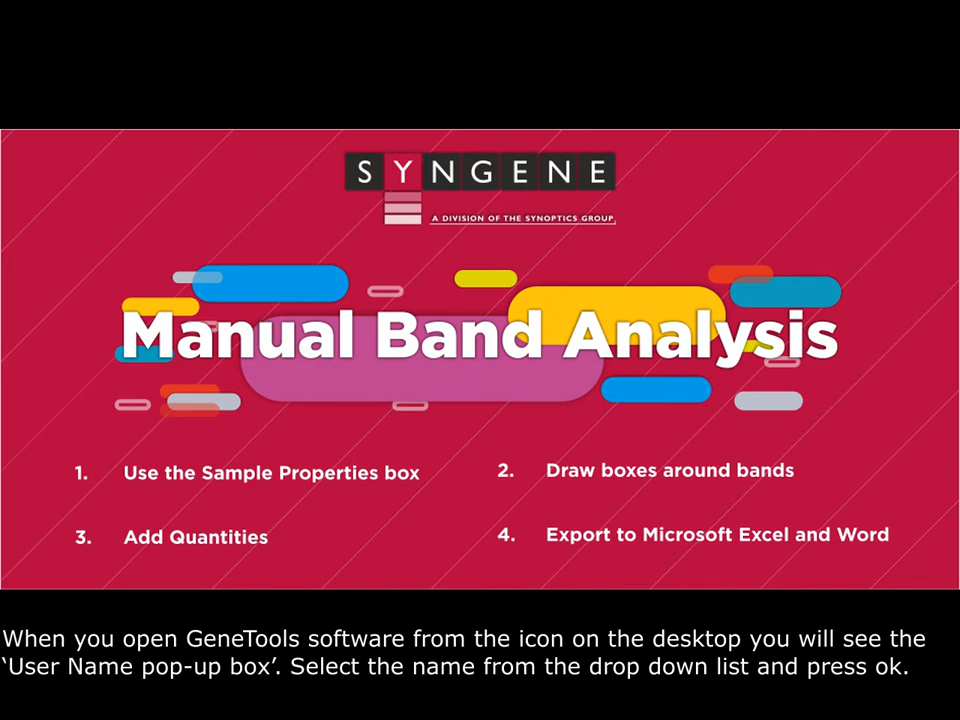 SYNGENE
A DIVISION OF THE SYNOPTICS GROUP
Manual Band Analysis
1. Use the Sample Properties box
2. Draw boxes around bands
3. Add Quantities
4. Export to Microsoft Excel and Word
When you open GeneTools software from the icon on the desktop you will see the
‘User Name pop-up box’. Select the name from the drop down list and press ok.